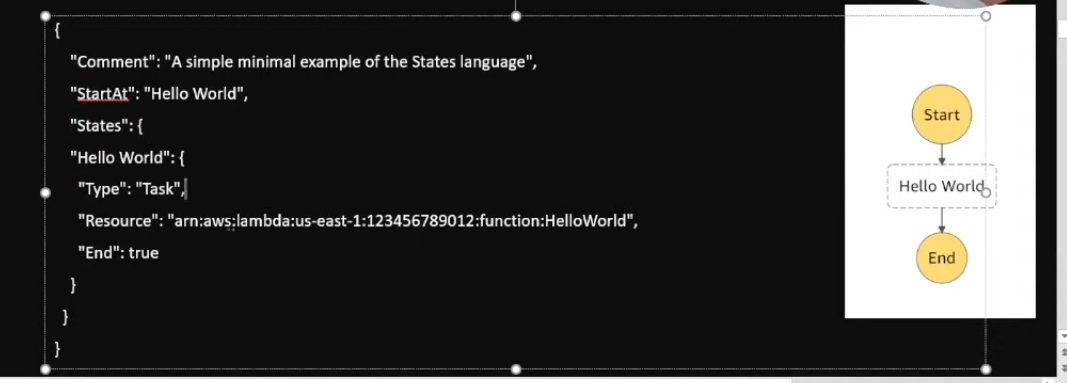 {
"Comment": "A simple minimal example of the States language",
"StartAt": "Hello World",
"States": {
"Hello World": {
"Type": "Task",
"Resource": "arn:aws:lambda:us-east-1:123456789012:function:HelloWorld",
"End": true
}
}
}
Start
Hello World
End